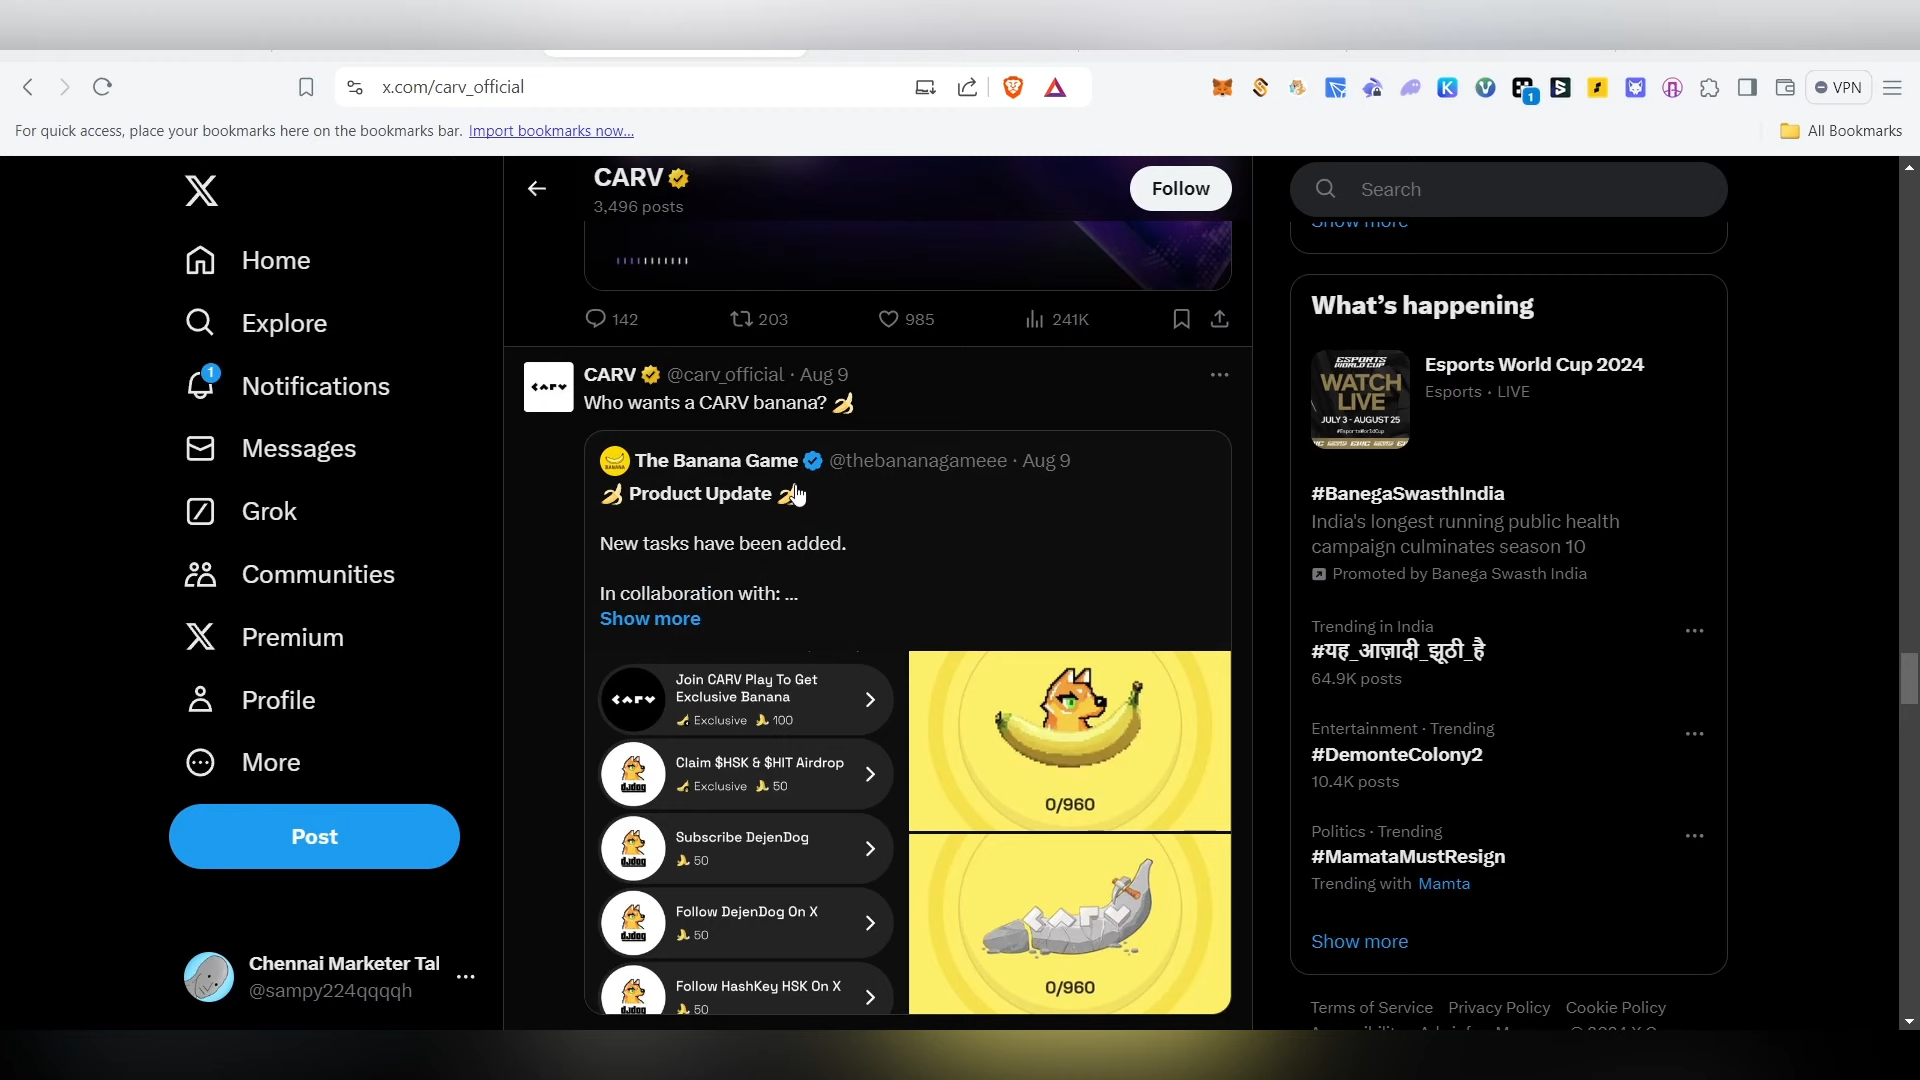 x.com/carv_official
1
VPN
For quick access, place your bookmarks here on the bookmarks bar. Import bookmarks now...
All Bookmarks
Home
Explore
1
Notifications
Messages
Grok
Communities
Premium
Profile
More
Post
Chennai Marketer Tal
@sampy224qqqqh
CARV
3,496 posts
Follow
142
203
985
241K
CARV @carv_official · Aug 9
Who wants a CARV banana? 🍌
The Banana Game @thebananagameee · Aug 9
🍌 Product Update 🍌
New tasks have been added.
In collaboration with: ...
Show more
Join CARV Play To Get
Exclusive Banana
Exclusive 100
Claim $HSK & $HIT Airdrop
Exclusive 50
Subscribe DejenDog
50
Follow DejenDog On X
50
Follow HashKey HSK On X
50
0/960
0/960
Search
Show more
What's happening
ESPORTS
WORLD CUP
WATCH
LIVE
JULY 3 - AUGUST 25
#EsportsWorldCup
Esports World Cup 2024
Esports · LIVE
#BanegaSwasthIndia
India's longest running public health
campaign culminates season 10
Promoted by Banega Swasth India
Trending in India
#यह_आज़ादी_झूठी_है
64.9K posts
Entertainment · Trending
#DemonteColony2
10.4K posts
Politics · Trending
#MamataMustResign
Trending with Mamta
Show more
Terms of Service Privacy Policy Cookie Policy